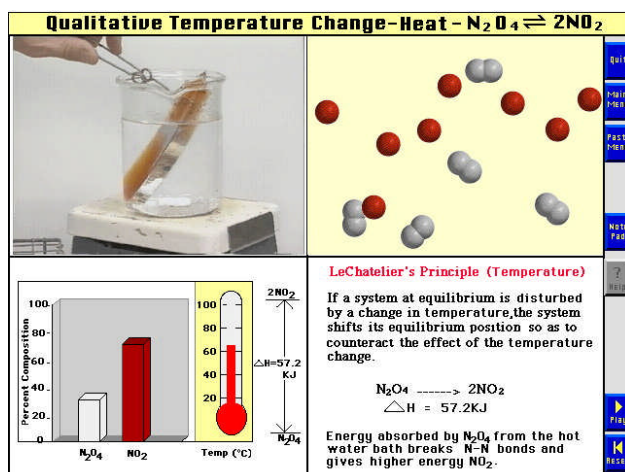 Qualitative Temperature Change-Heat-N₂O₄⇌ 2NO₂
Quit
Main
Menu
Past
Menu
Note
Pad
?
Help
Play
Reset
100
80
60
40
20
0
Percent Composition
N₂O₄
NO₂
100
80
60
40
20
Temp (°C)
2NO₂
△H=57.2
KJ
N₂O₄
LeChatelier's Principle (Temperature)
If a system at equilibrium is disturbed
by a change in temperature,the system
shifts its equilibrium position so as to
counteract the effect of the temperature
change.
N₂O₄ -----> 2NO₂
△H = 57.2KJ
Energy absorbed by N₂O₄ from the hot
water bath breaks N-N bonds and
gives higher energy NO₂.